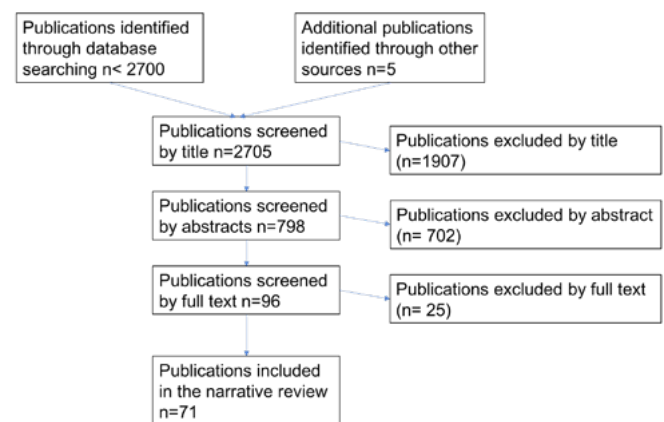 Publications identified
through database
searching n< 2700
Additional publications
identified through other
sources n=5
Publications screened
by title n=2705
Publications excluded by title
(n=1907)
Publications screened
by abstracts n=798
Publications excluded by abstract
(n= 702)
Publications screened
by full text n=96
Publications excluded by full text
(n= 25)
Publications included
in the narrative review
n=71